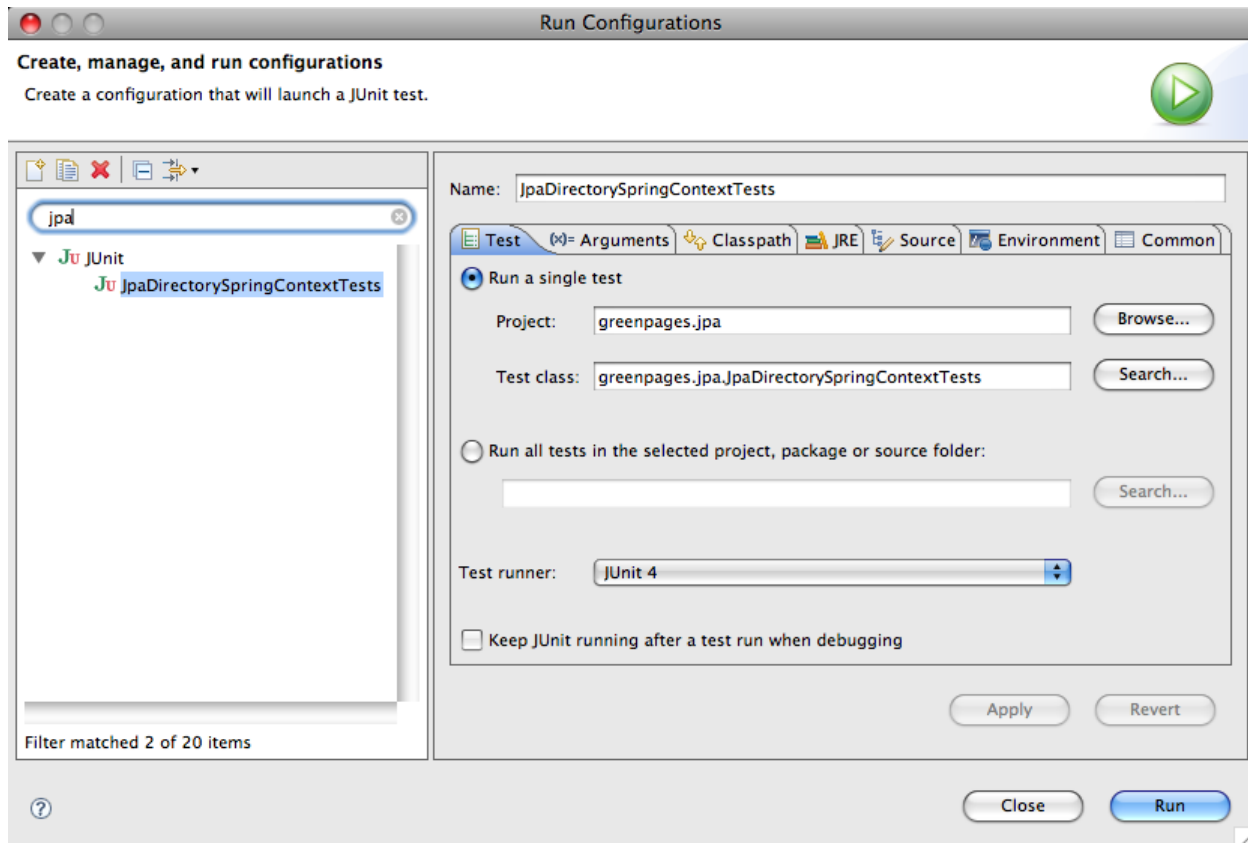 Run Configurations
Create, manage, and run configurations
Create a configuration that will launch a JUnit test.
jpa
Ju JUnit
Ju JpaDirectorySpringContextTests
Filter matched 2 of 20 items
Name: JpaDirectorySpringContextTests
Test (x)= Arguments Classpath JRE Source Environment Common
Run a single test
Project: greenpages.jpa Browse...
Test class: greenpages.jpa.JpaDirectorySpringContextTests Search...
Run all tests in the selected project, package or source folder:
Search...
Test runner: JUnit 4
Keep JUnit running after a test run when debugging
Apply Revert
? Close Run